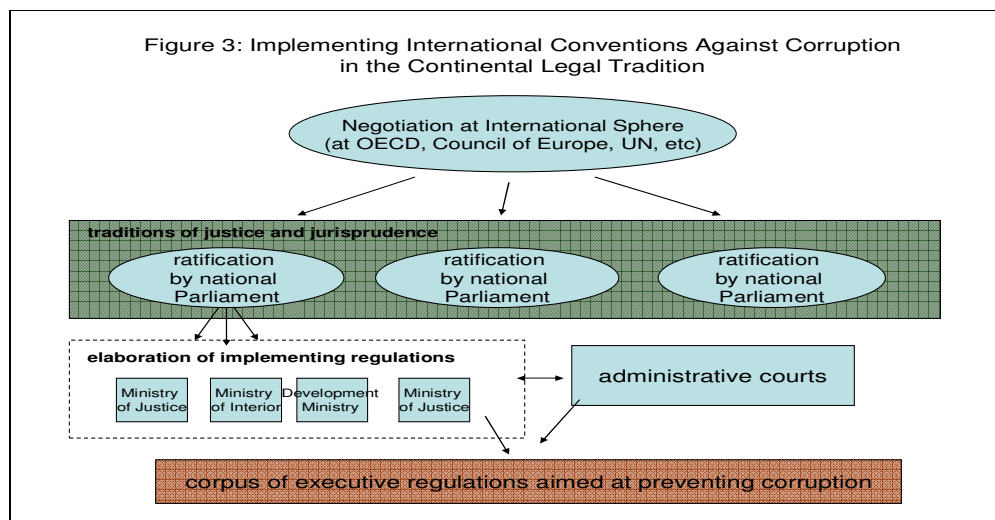 Figure 3: Implementing International Conventions Against Corruption
in the Continental Legal Tradition
Negotiation at International Sphere
(at OECD, Council of Europe, UN, etc)
traditions of justice and jurisprudence
ratification
by national
Parliament
ratification
by national
Parliament
ratification
by national
Parliament
elaboration of implementing regulations
Ministry
of Justice
Ministry
of Interior
Development
Ministry
Ministry
of Justice
administrative courts
corpus of executive regulations aimed at preventing corruption